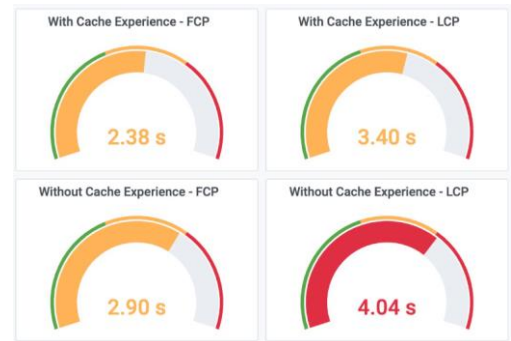 With Cache Experience - FCP
2.38 s
With Cache Experience - LCP
3.40 s
Without Cache Experience - FCP
2.90 s
Without Cache Experience - LCP
4.04 s